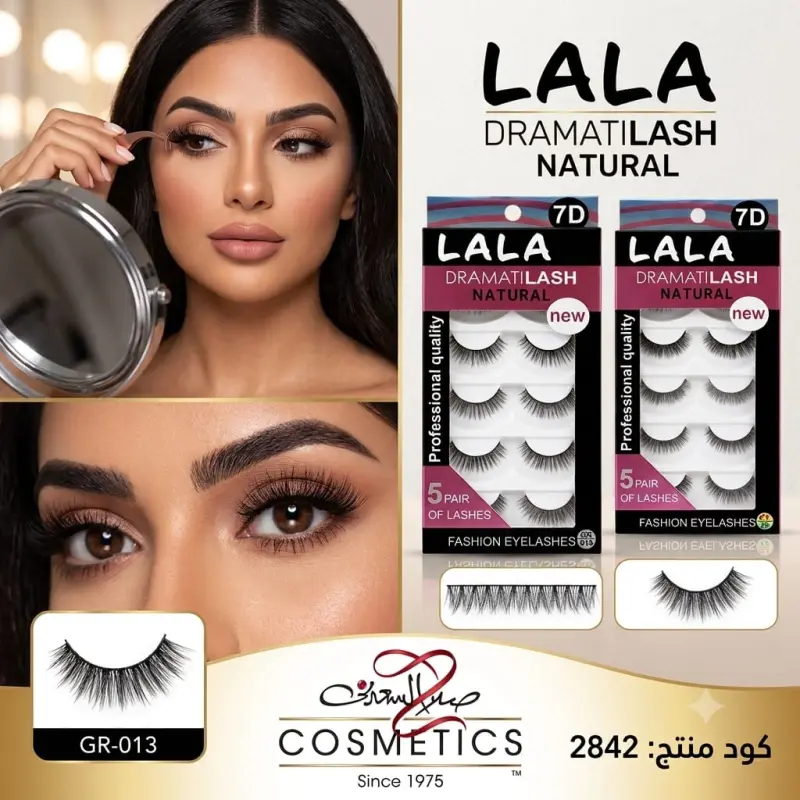 LALA
DRAMATILASH
NATURAL
7D
LALA
DRAMATILASH
NATURAL
new
Professional quality
5 PAIR
OF LASHES
FASHION EYELASHES
7D
LALA
DRAMATILASH
NATURAL
new
Professional quality
5 PAIR
OF LASHES
FASHION EYELASHES
GR-013
COSMETICS
Since 1975
TM
كود منتج: 2842